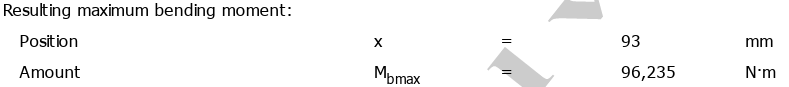 Resulting maximum bending moment:
Position x = 93 mm
Amount Mbmax = 96,235 N·m